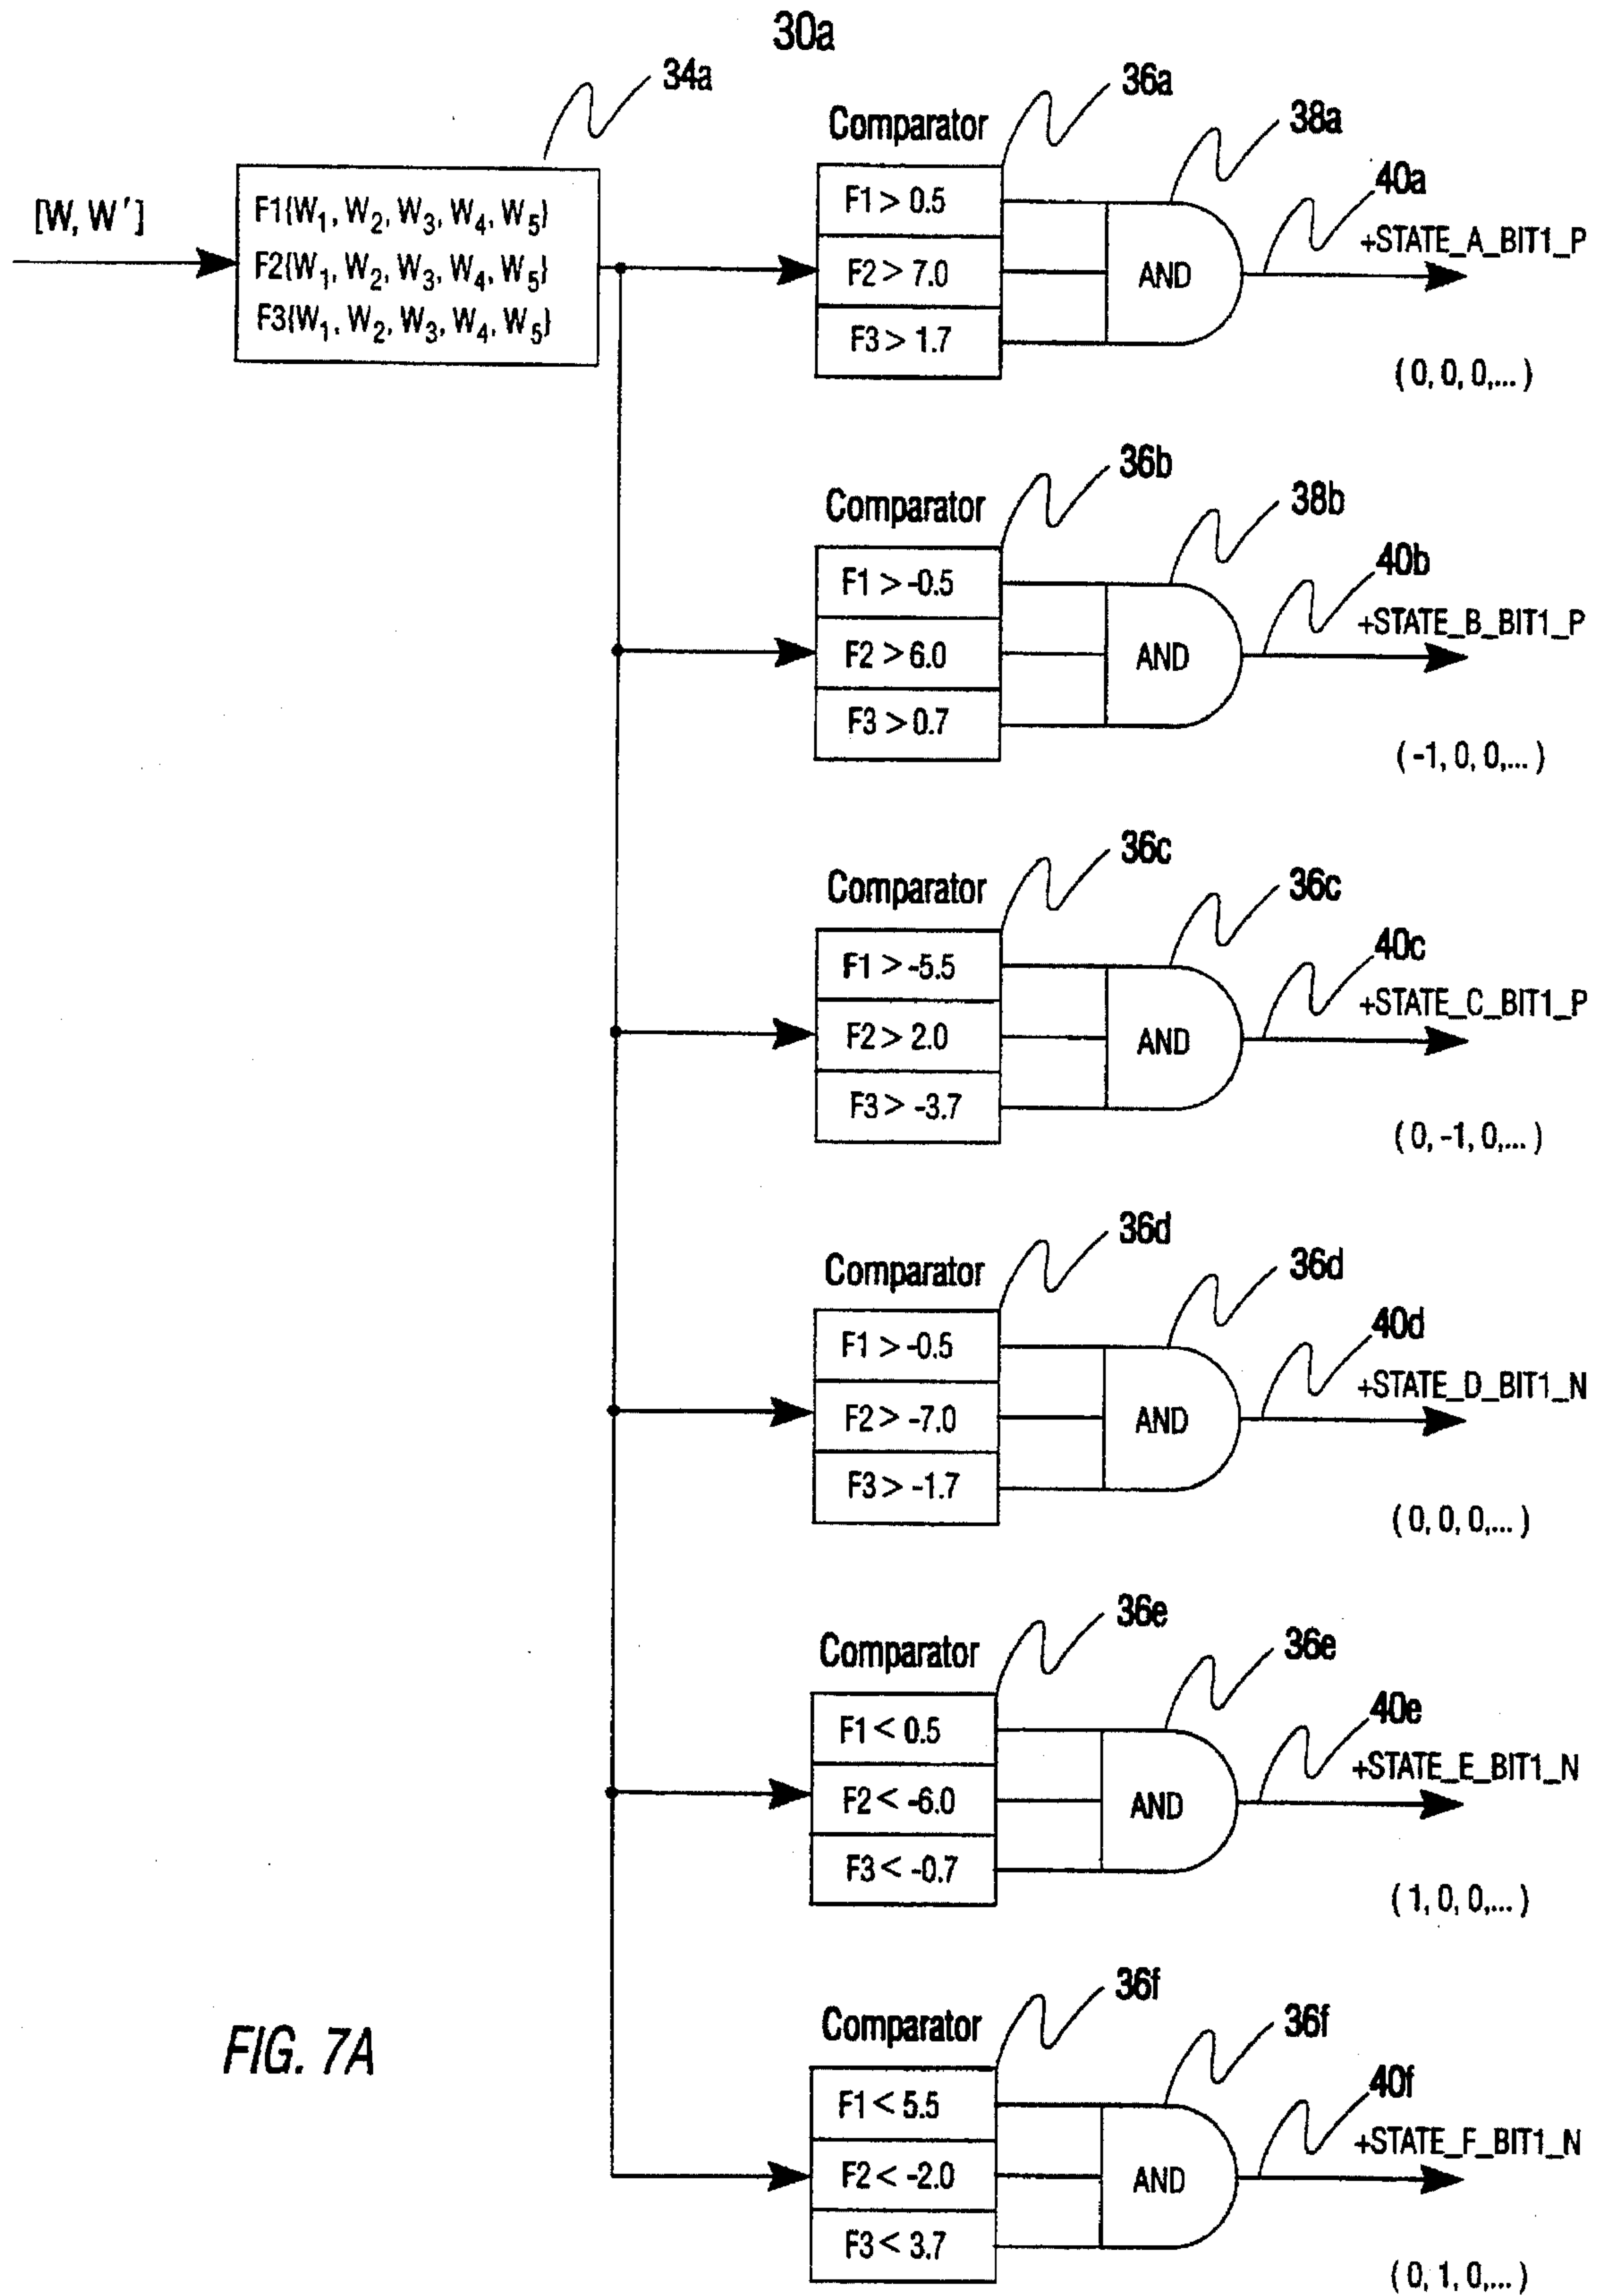 30a
34a
[W, W′]
F1{W₁, W₂, W₃, W₄, W₅}
F2{W₁, W₂, W₃, W₄, W₅}
F3{W₁, W₂, W₃, W₄, W₅}
Comparator
36a
38a
40a
F1 > 0.5
F2 > 7.0
F3 > 1.7
AND
+STATE_A_BIT1_P
(0, 0, 0,...)
Comparator
36b
38b
40b
F1 > -0.5
F2 > 6.0
F3 > 0.7
AND
+STATE_B_BIT1_P
(-1, 0, 0,...)
Comparator
36c
36c
40c
F1 > -5.5
F2 > 2.0
F3 > -3.7
AND
+STATE_C_BIT1_P
(0, -1, 0,...)
Comparator
36d
36d
40d
F1 > -0.5
F2 > -7.0
F3 > -1.7
AND
+STATE_D_BIT1_N
(0, 0, 0,...)
Comparator
36e
36e
40e
F1 < 0.5
F2 < -6.0
F3 < -0.7
AND
+STATE_E_BIT1_N
(1, 0, 0,...)
Comparator
36f
36f
40f
F1 < 5.5
F2 < -2.0
F3 < 3.7
AND
+STATE_F_BIT1_N
(0, 1, 0,...)
FIG. 7A